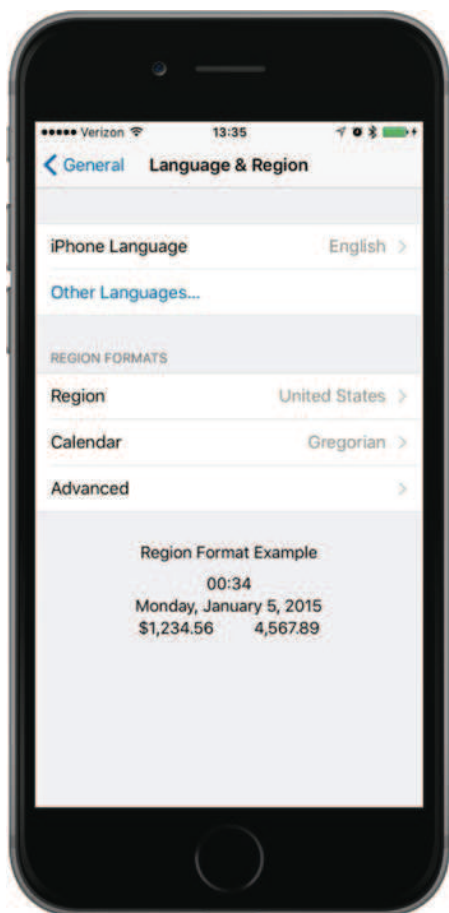 Verizon 13:35
General Language & Region
iPhone Language English
Other Languages...
REGION FORMATS
Region United States
Calendar Gregorian
Advanced
Region Format Example
00:34
Monday, January 5, 2015
$1,234.56 4,567.89